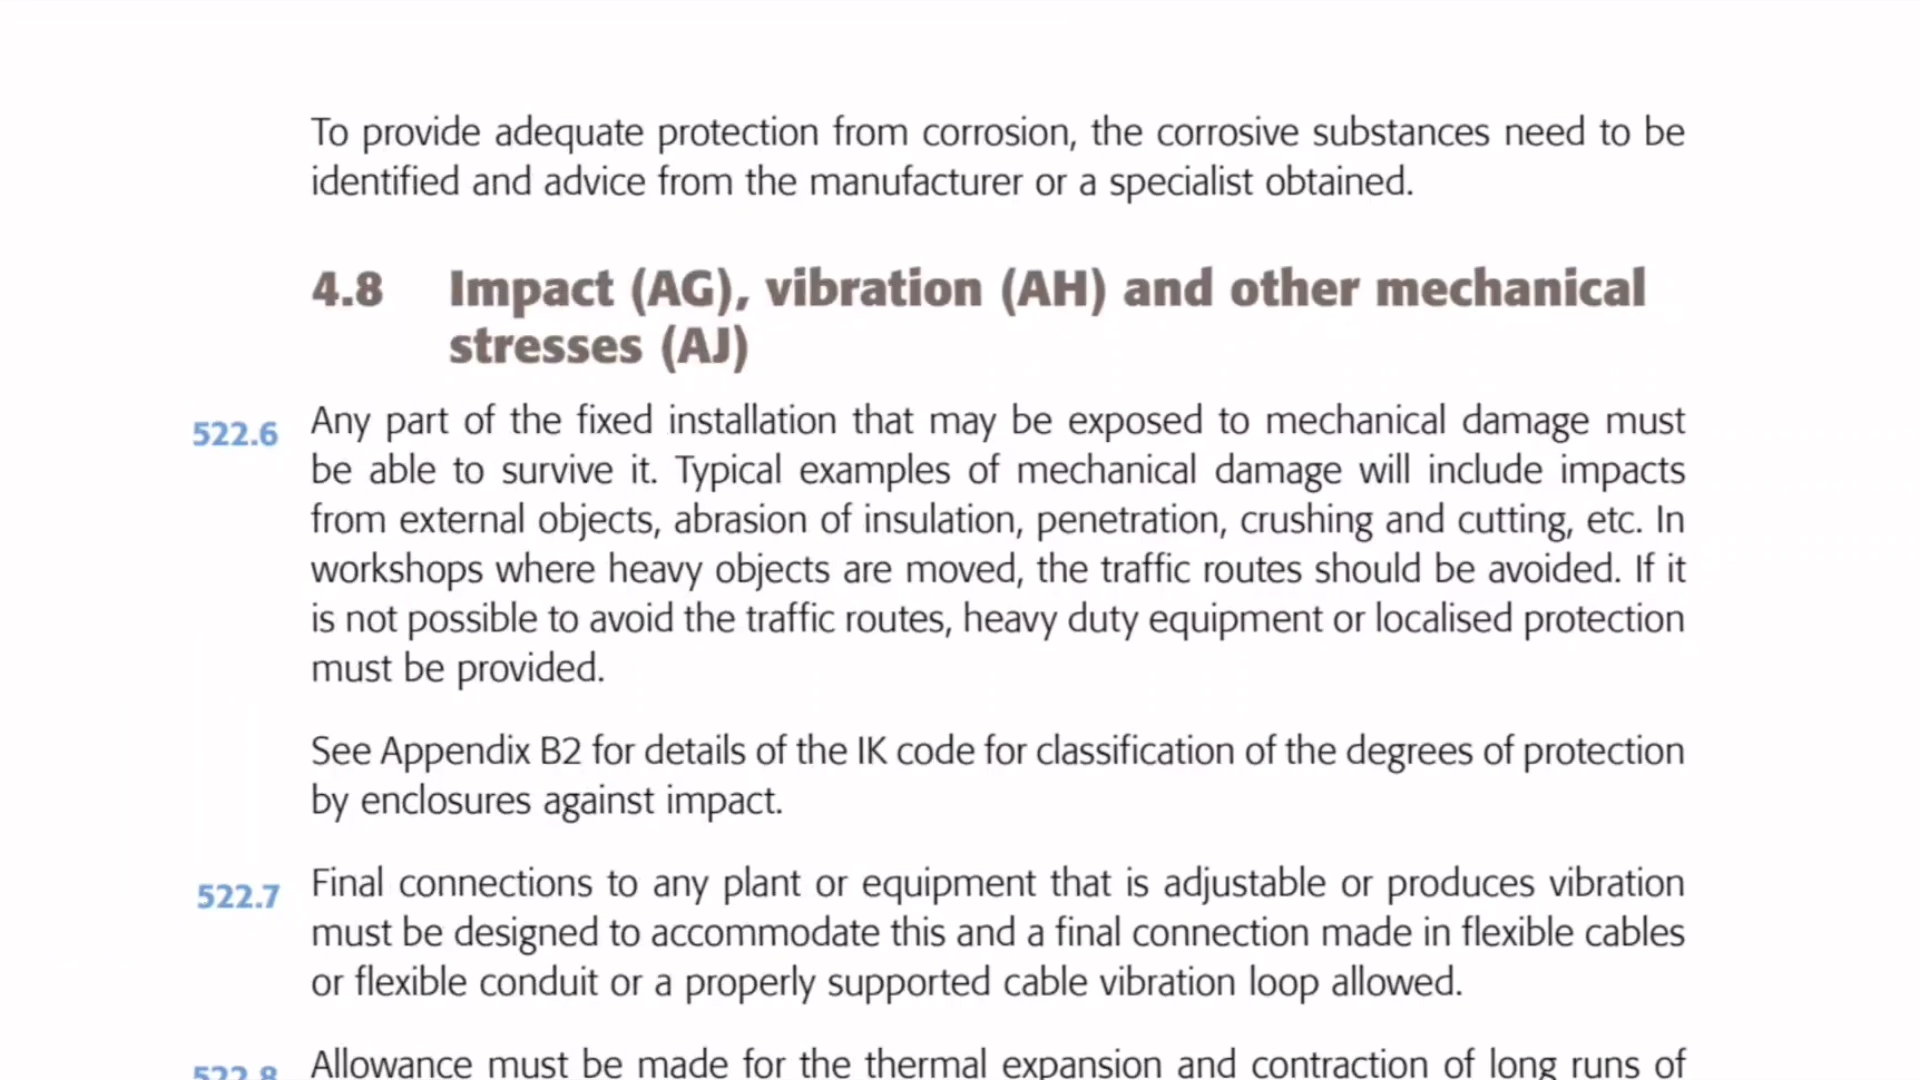 To provide adequate protection from corrosion, the corrosive substances need to be
identified and advice from the manufacturer or a specialist obtained.
4.8 Impact (AG), vibration (AH) and other mechanical
stresses (AJ)
522.6 Any part of the fixed installation that may be exposed to mechanical damage must
be able to survive it. Typical examples of mechanical damage will include impacts
from external objects, abrasion of insulation, penetration, crushing and cutting, etc. In
workshops where heavy objects are moved, the traffic routes should be avoided. If it
is not possible to avoid the traffic routes, heavy duty equipment or localised protection
must be provided.
See Appendix B2 for details of the IK code for classification of the degrees of protection
by enclosures against impact.
522.7 Final connections to any plant or equipment that is adjustable or produces vibration
must be designed to accommodate this and a final connection made in flexible cables
or flexible conduit or a properly supported cable vibration loop allowed.
522.8 Allowance must be made for the thermal expansion and contraction of long runs of